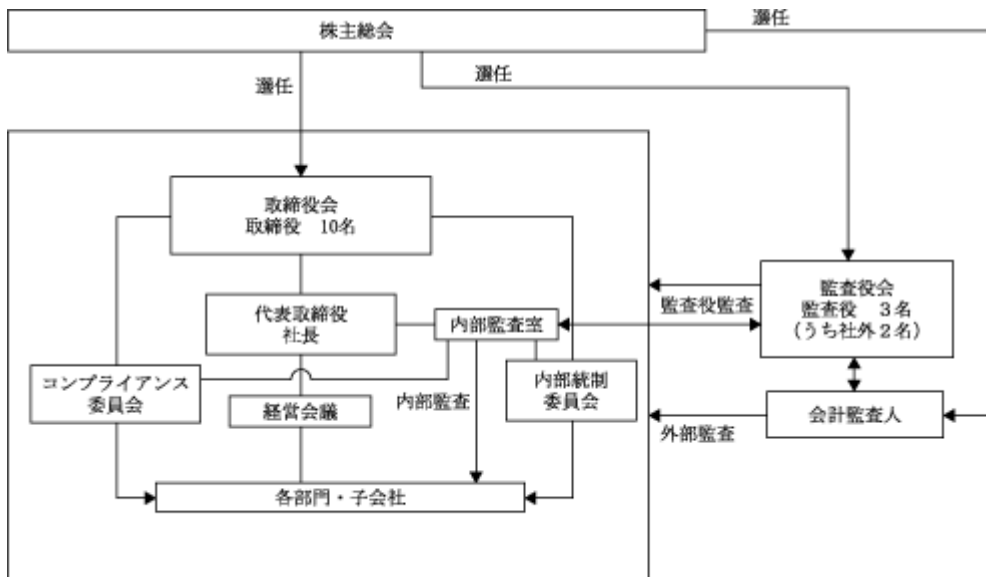 株主総会
選任
選任
選任
取締役会
取締役 10名
代表取締役
社長
内部監査室
監査役監査
監査役会
監査役 3名
(うち社外2名)
コンプライアンス
委員会
経営会議
内部監査
内部統制
委員会
外部監査
会計監査人
各部門・子会社